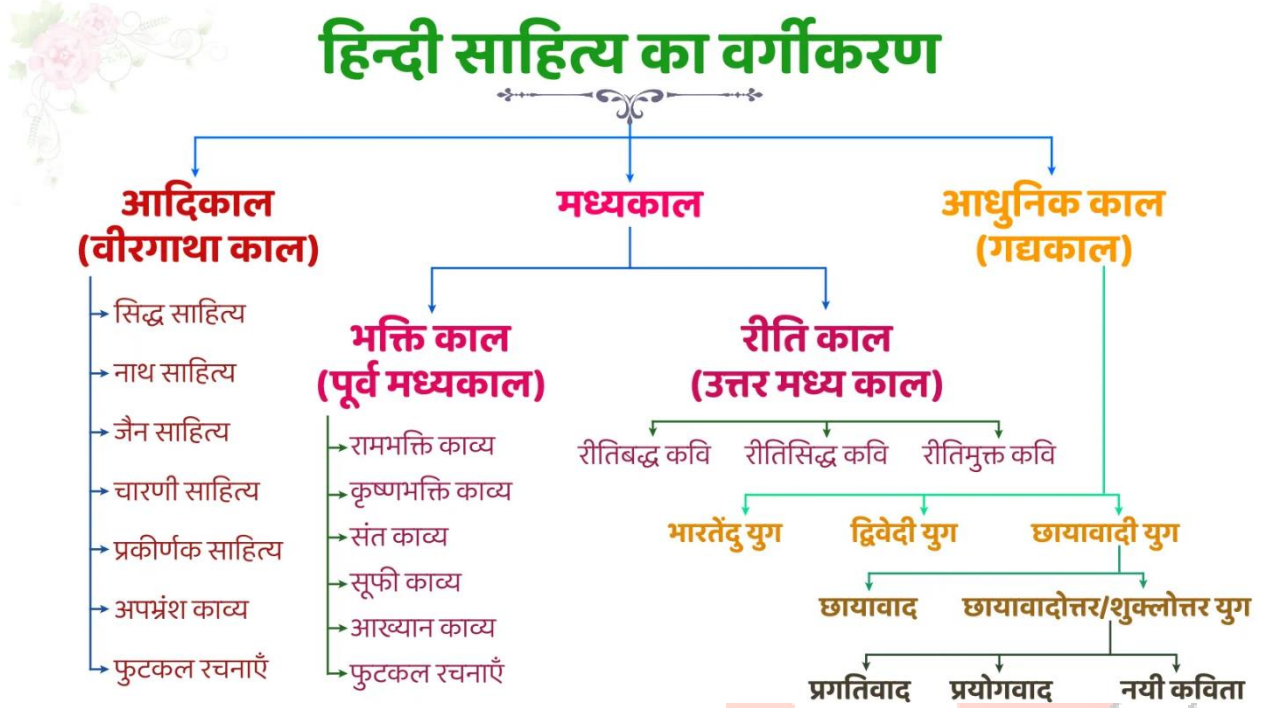 हिन्दी साहित्य का वर्गीकरण
आदिकाल
(वीरगाथा काल)
सिद्ध साहित्य
नाथ साहित्य
जैन साहित्य
चारणी साहित्य
प्रकीर्णक साहित्य
अपभ्रंश काव्य
फुटकल रचनाएँ
मध्यकाल
भक्ति काल
(पूर्व मध्यकाल)
रामभक्ति काव्य
कृष्णभक्ति काव्य
संत काव्य
सूफी काव्य
आख्यान काव्य
फुटकल रचनाएँ
रीति काल
(उत्तर मध्य काल)
रीतिबद्ध कवि रीतिसिद्ध कवि रीतिमुक्त कवि
आधुनिक काल
(गद्यकाल)
भारतेंदु युग द्विवेदी युग छायावादी युग
छायावाद छायावादोत्तर/शुक्लोत्तर युग
प्रगतिवाद प्रयोगवाद नयी कविता